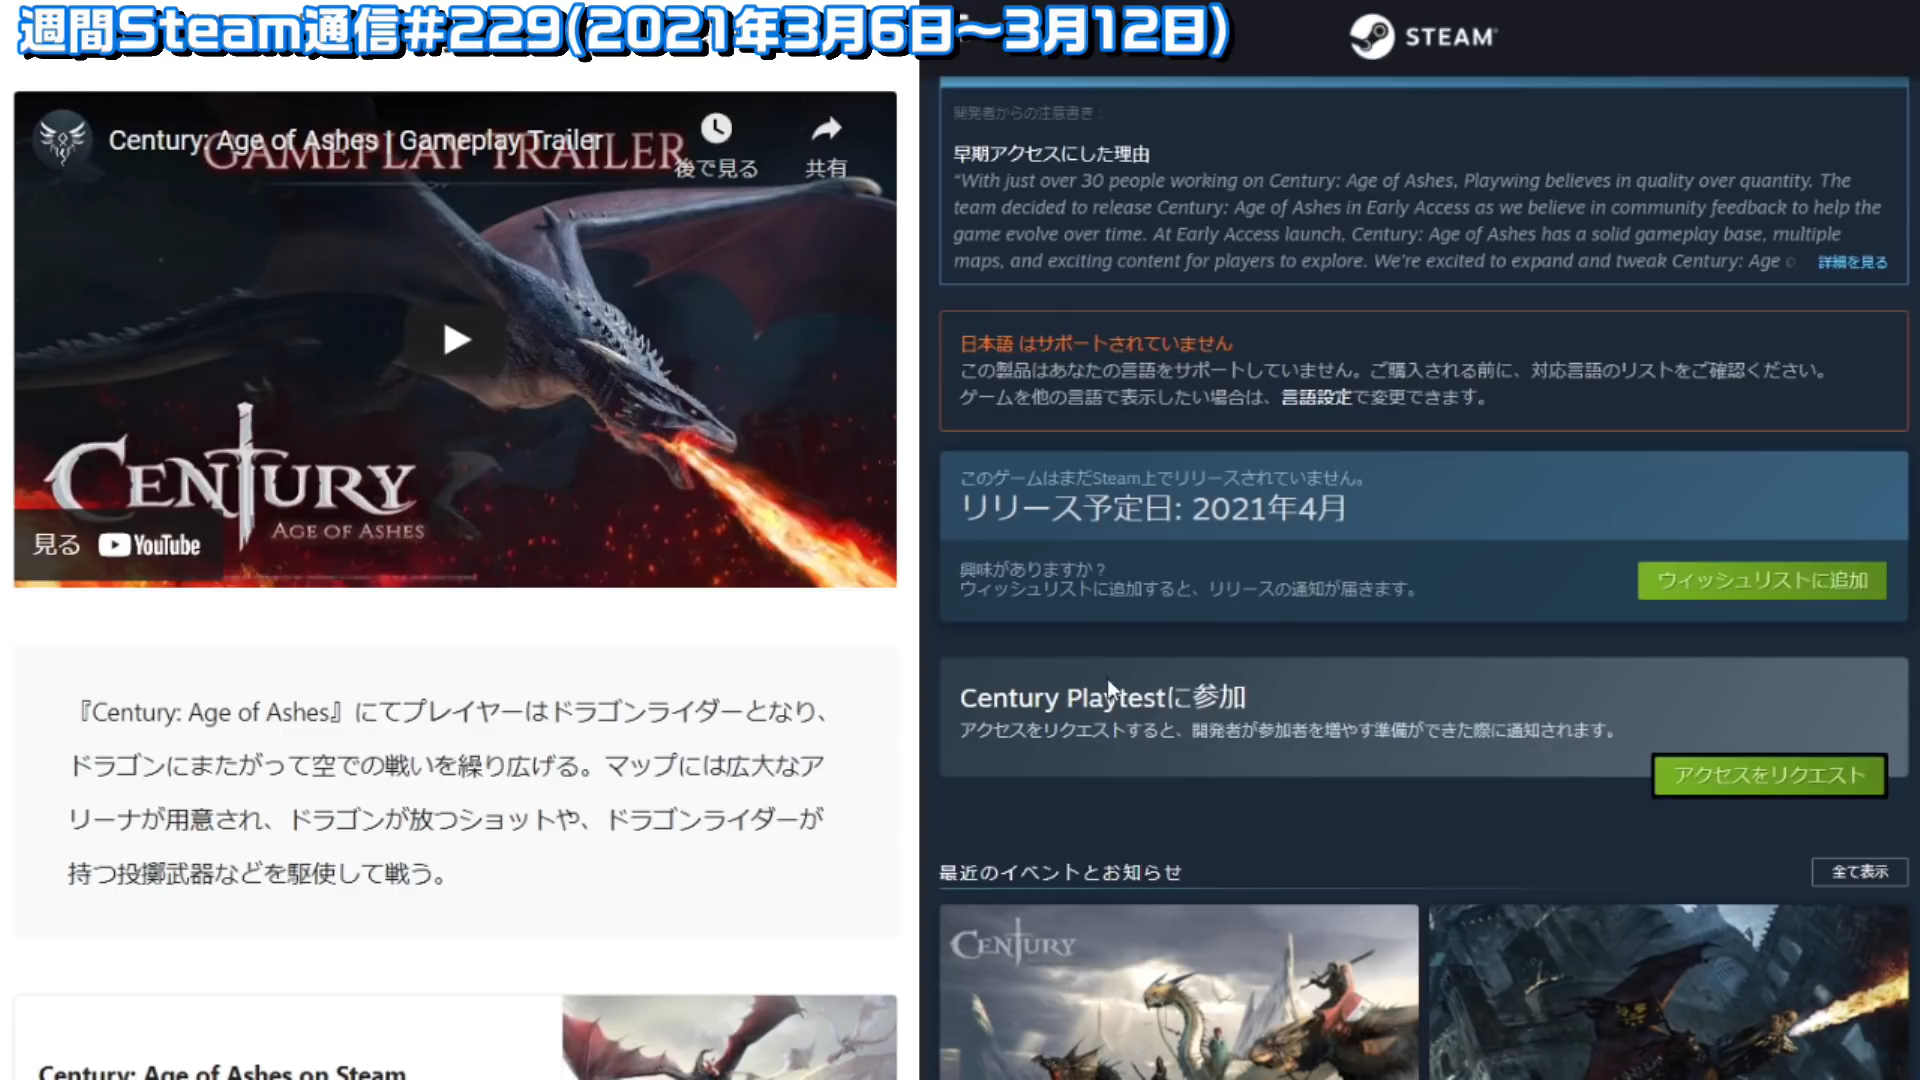 週間Steam通信#229(2021年3月6日～3月12日)
STEAM
GAMEPLAY TRAILER
Century: Age of Ashes | Gameplay Trailer
後で見る
共有
CENTURY
AGE OF ASHES
見る YouTube
『Century: Age of Ashes』にてプレイヤーはドラゴンライダーとなり、
ドラゴンにまたがって空での戦いを繰り広げる。マップには広大なア
リーナが用意され、ドラゴンが放つショットや、ドラゴンライダーが
持つ投擲武器などを駆使して戦う。
Century: Age of Ashes on Steam
開発者からの注意書き：
早期アクセスにした理由
“With just over 30 people working on Century: Age of Ashes, Playwing believes in quality over quantity. The
team decided to release Century: Age of Ashes in Early Access as we believe in community feedback to help the
game evolve over time. At Early Access launch, Century: Age of Ashes has a solid gameplay base, multiple
maps, and exciting content for players to explore. We're excited to expand and tweak Century: Age o 詳細を見る
日本語 はサポートされていません
この製品はあなたの言語をサポートしていません。ご購入される前に、対応言語のリストをご確認ください。
ゲームを他の言語で表示したい場合は、言語設定で変更できます。
このゲームはまだSteam上でリリースされていません。
リリース予定日: 2021年4月
興味がありますか？
ウィッシュリストに追加すると、リリースの通知が届きます。
ウィッシュリストに追加
Century Playtestに参加
アクセスをリクエストすると、開発者が参加者を増やす準備ができた際に通知されます。
アクセスをリクエスト
最近のイベントとお知らせ
全て表示
CENTURY